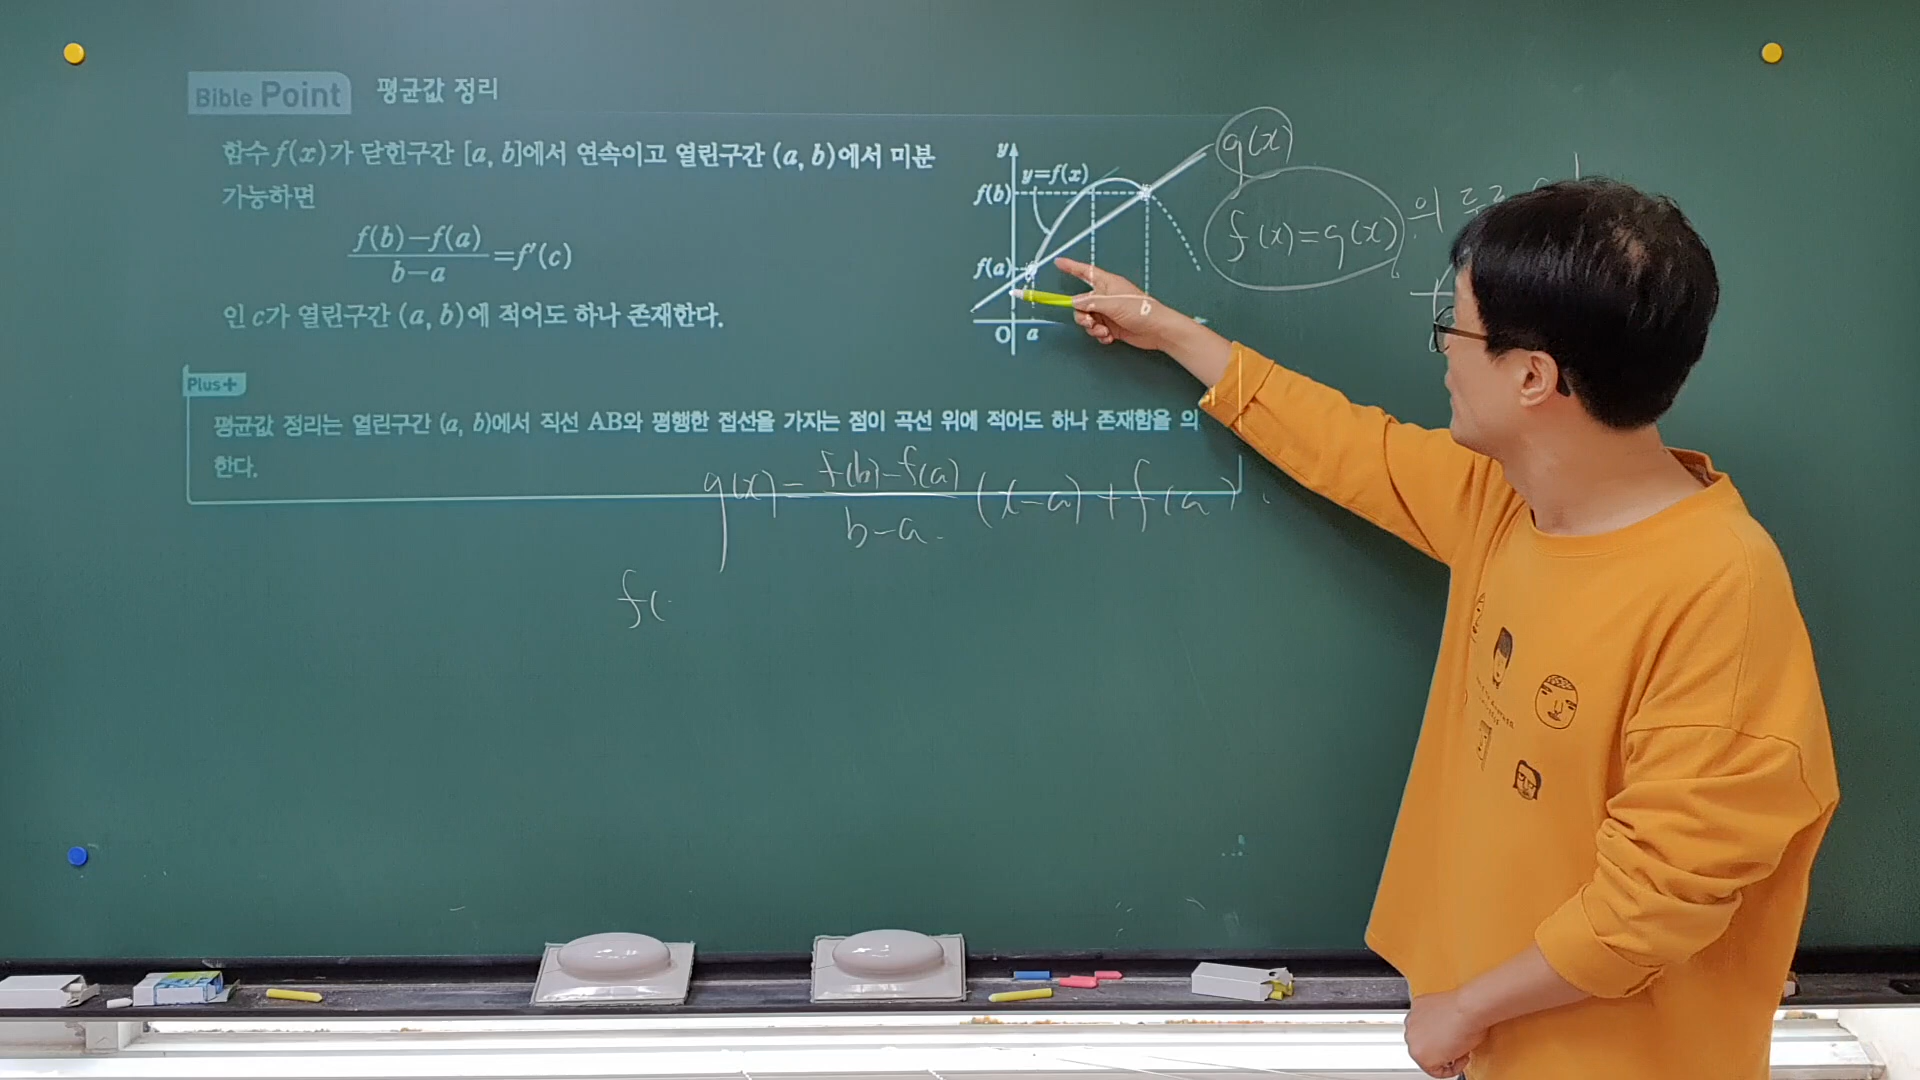 Bible Point 평균값 정리
함수 f(x)가 닫힌구간 [a, b]에서 연속이고 열린구간 (a, b)에서 미분
가능하면
f(b)-f(a)
b-a
=f'(c)
인 c가 열린구간 (a, b)에 적어도 하나 존재한다.
y
y=f(x)
f(b)
f(a)
O
a
b
g(x)
f(x)=g(x) 의
Plus+
평균값 정리는 열린구간 (a, b)에서 직선 AB와 평행한 접선을 가지는 점이 곡선 위에 적어도 하나 존재함을 의
한다.
g(x)= f(b)-f(a) (x-a)+f(a)
b-a
f(